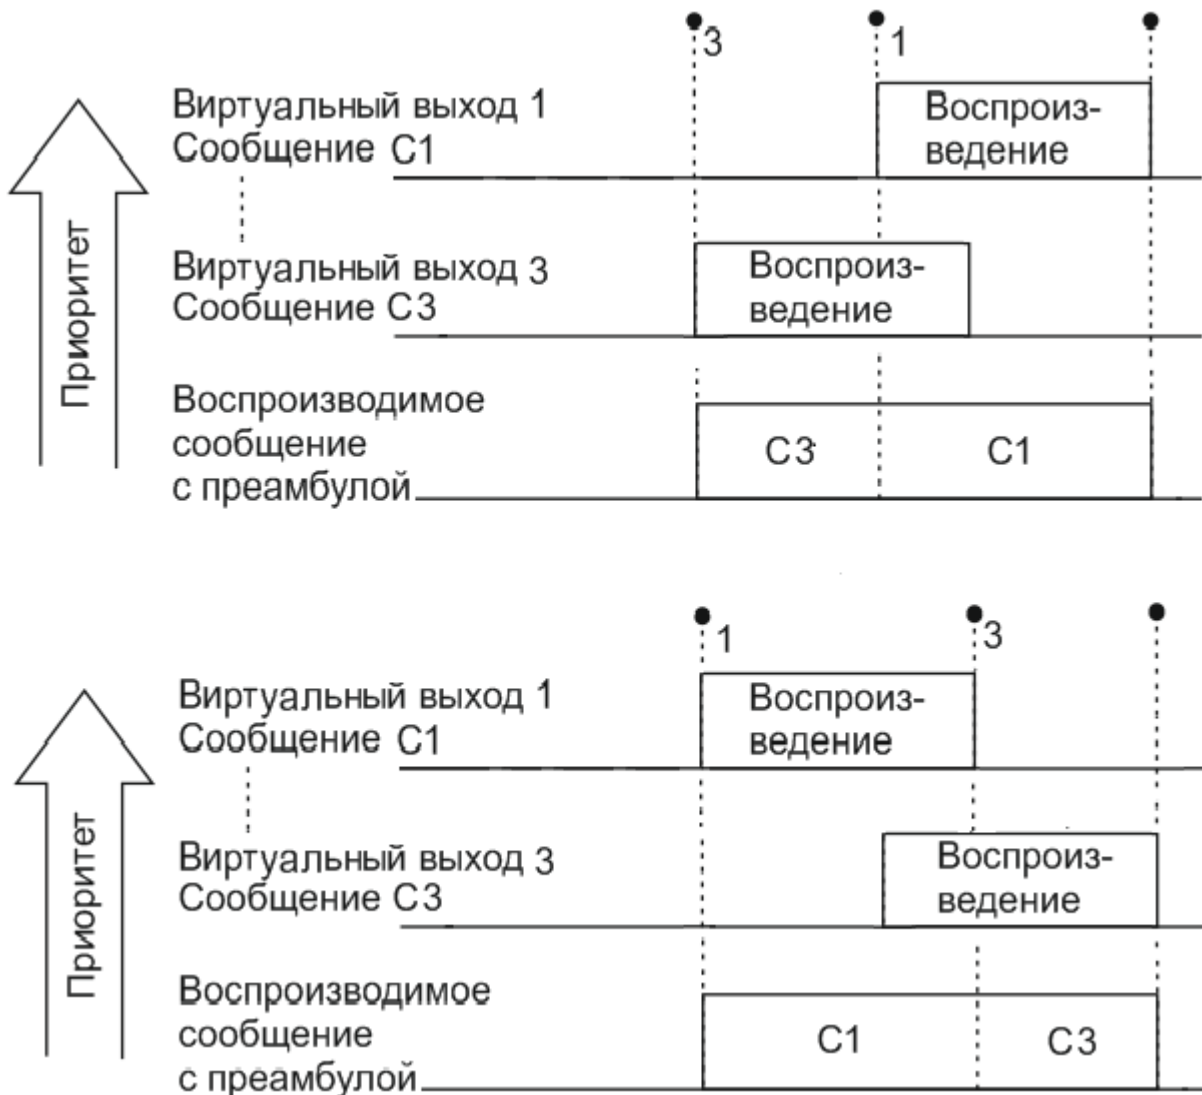 3
1
Виртуальный выход 1
Сообщение С1
Воспроиз-
ведение
Приоритет
Виртуальный выход 3
Сообщение С3
Воспроиз-
ведение
Воспроизводимое
сообщение
с преамбулой
С3
С1
1
3
Виртуальный выход 1
Сообщение С1
Воспроиз-
ведение
Приоритет
Виртуальный выход 3
Сообщение С3
Воспроиз-
ведение
Воспроизводимое
сообщение
с преамбулой
С1
С3